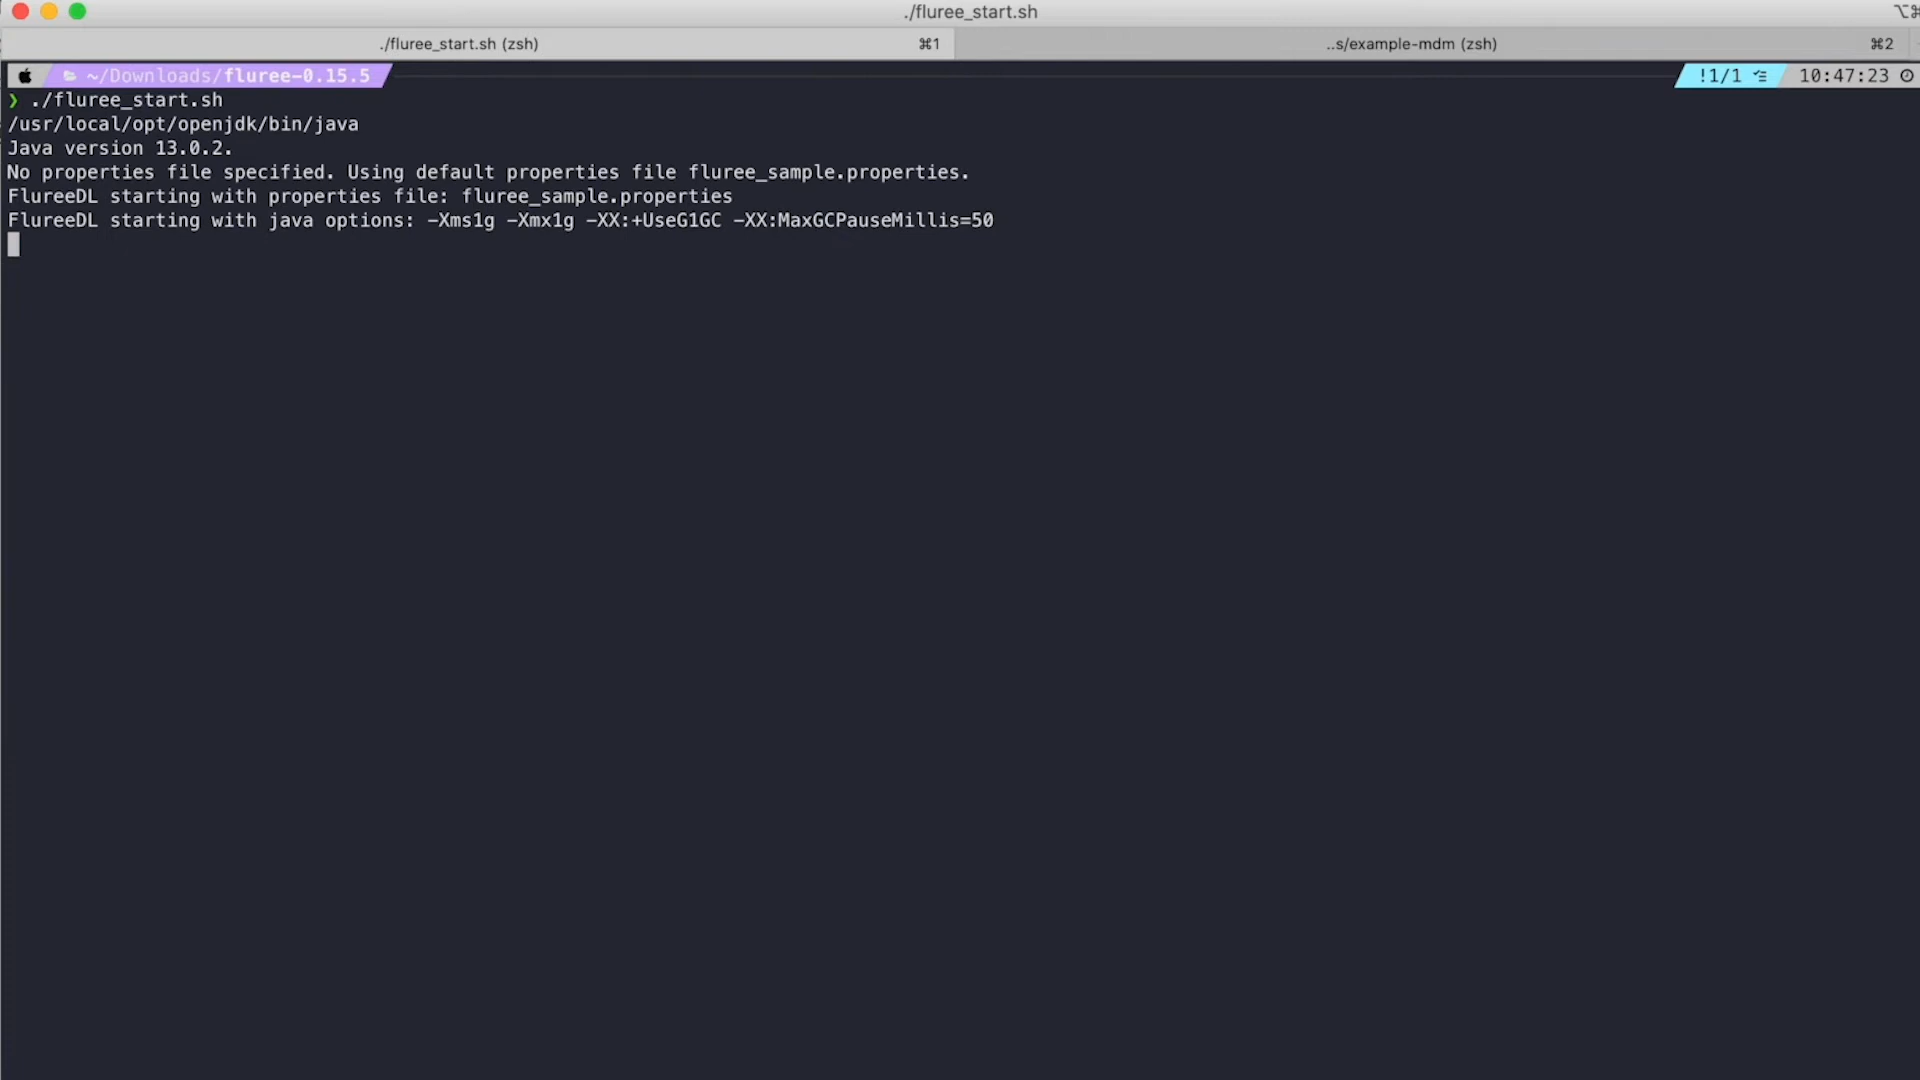 ./fluree_start.sh
./fluree_start.sh (zsh) ⌘1 ..s/example-mdm (zsh) ⌘2
~/Downloads/fluree-0.15.5 !1/1 10:47:23
❯ ./fluree_start.sh
/usr/local/opt/openjdk/bin/java
Java version 13.0.2.
No properties file specified. Using default properties file fluree_sample.properties.
FlureeDL starting with properties file: fluree_sample.properties
FlureeDL starting with java options: -Xms1g -Xmx1g -XX:+UseG1GC -XX:MaxGCPauseMillis=50